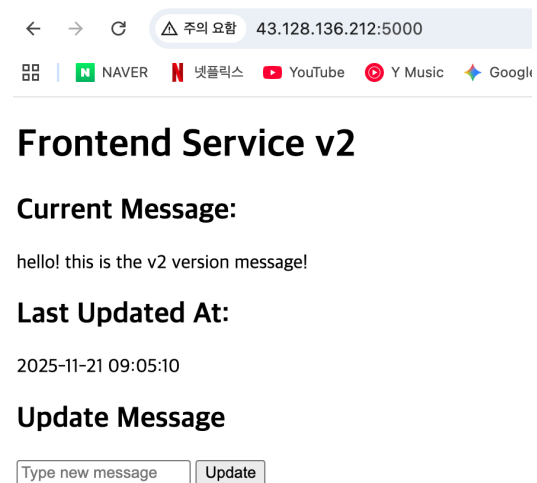 주의 요함 43.128.136.212:5000
NAVER 넷플릭스 YouTube Y Music Google
Frontend Service v2
Current Message:
hello! this is the v2 version message!
Last Updated At:
2025-11-21 09:05:10
Update Message
Type new message Update